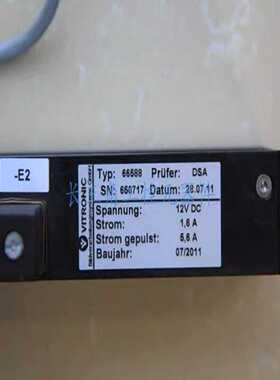 -E2
VITRONIC
Typ: 66588 Prüfer: DSA
SN: 650717 Datum: 28.07.11
Spannung: 12V DC
Strom: 1,6 A
Strom gepulst: 5,6 A
Baujahr: 07/2011